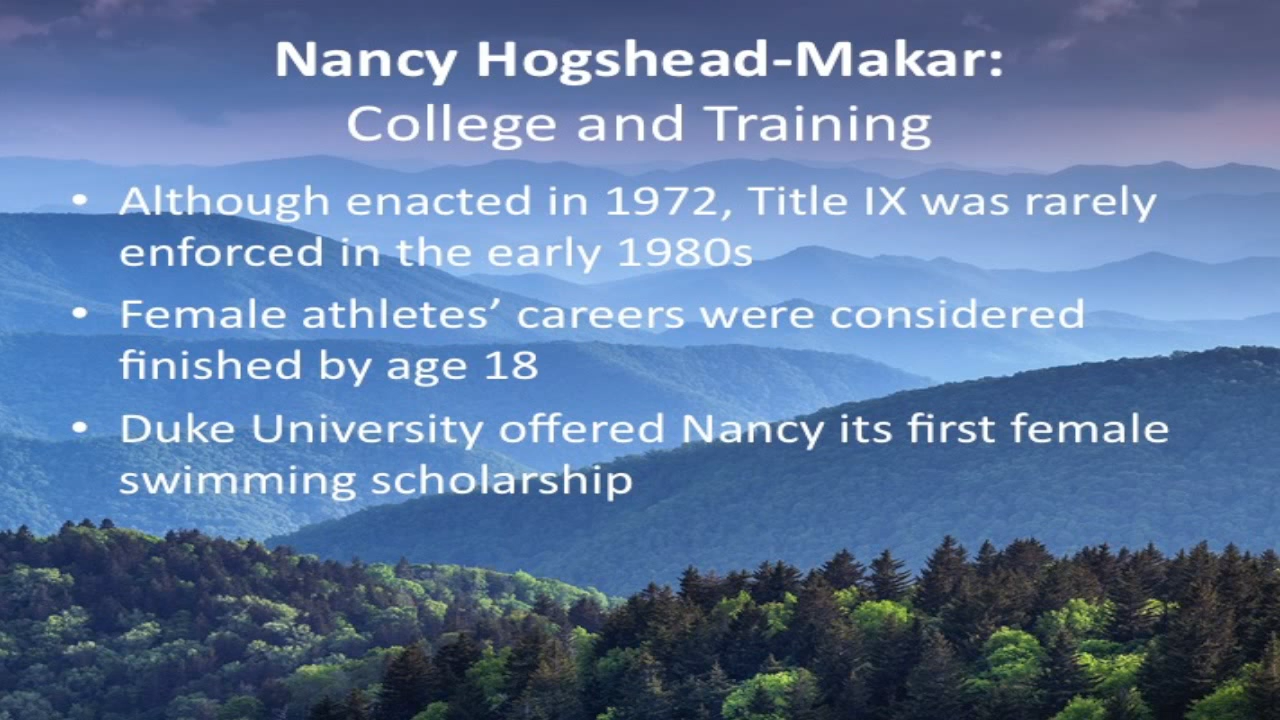 Nancy Hogshead-Makar:
College and Training
• Although enacted in 1972, Title IX was rarely
enforced in the early 1980s
• Female athletes’ careers were considered
finished by age 18
• Duke University offered Nancy its first female
swimming scholarship